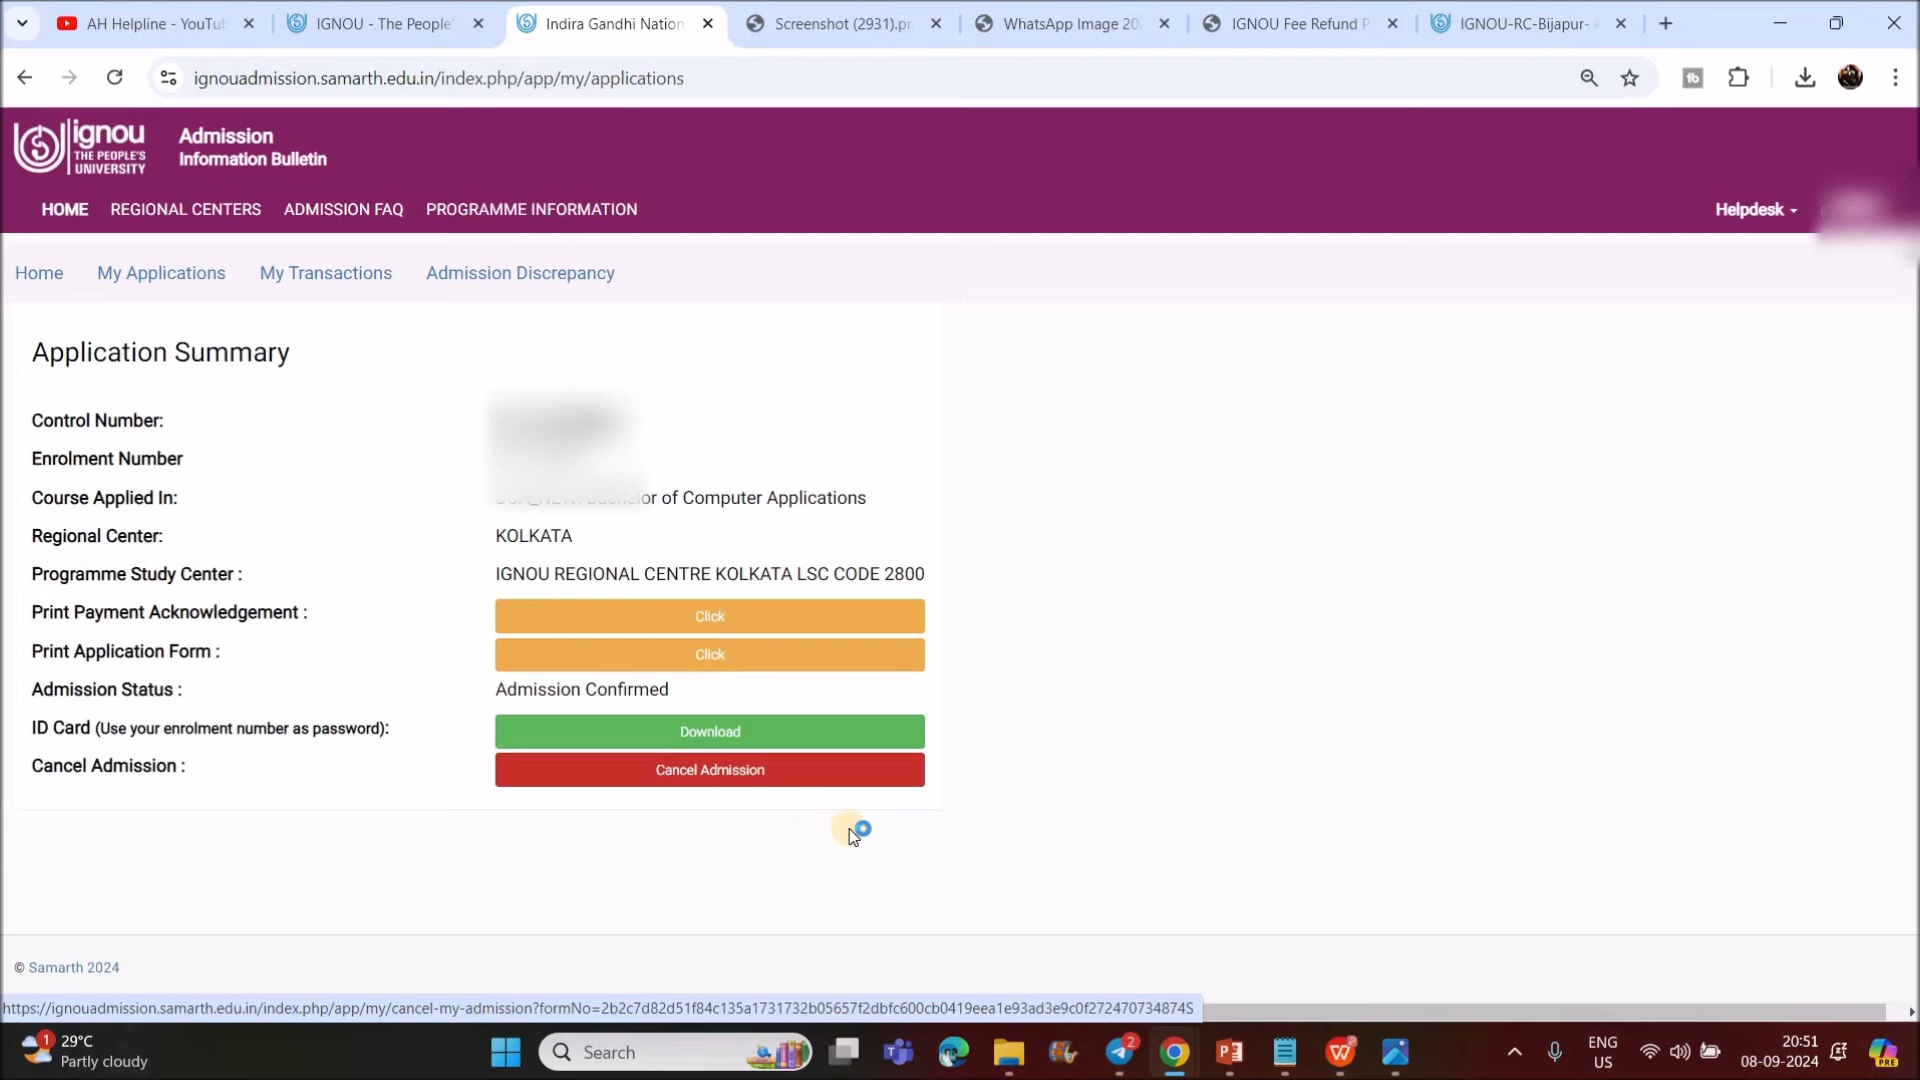 AH Helpline - YouTu
IGNOU - The People'
Indira Gandhi Nation
Screenshot (2931).pn
WhatsApp Image 20
IGNOU Fee Refund P
IGNOU-RC-Bijapur-
ignouadmission.samarth.edu.in/index.php/app/my/applications
ignou
THE PEOPLE'S
UNIVERSITY
Admission
Information Bulletin
HOME REGIONAL CENTERS ADMISSION FAQ PROGRAMME INFORMATION
Helpdesk
Home My Applications My Transactions Admission Discrepancy
Application Summary
Control Number:
Enrolment Number
Course Applied In: of Computer Applications
Regional Center: KOLKATA
Programme Study Center : IGNOU REGIONAL CENTRE KOLKATA LSC CODE 2800
Print Payment Acknowledgement : Click
Print Application Form : Click
Admission Status : Admission Confirmed
ID Card (Use your enrolment number as password): Download
Cancel Admission : Cancel Admission
© Samarth 2024
https://ignouadmission.samarth.edu.in/index.php/app/my/cancel-my-admission?formNo=2b2c7d82d51f84c135a1731732b05657f2dbfc600cb0419eea1e93ad3e9c0f272470734874S
1
29°C
Partly cloudy
Search
2
ENG
US
20:51
08-09-2024
PRE